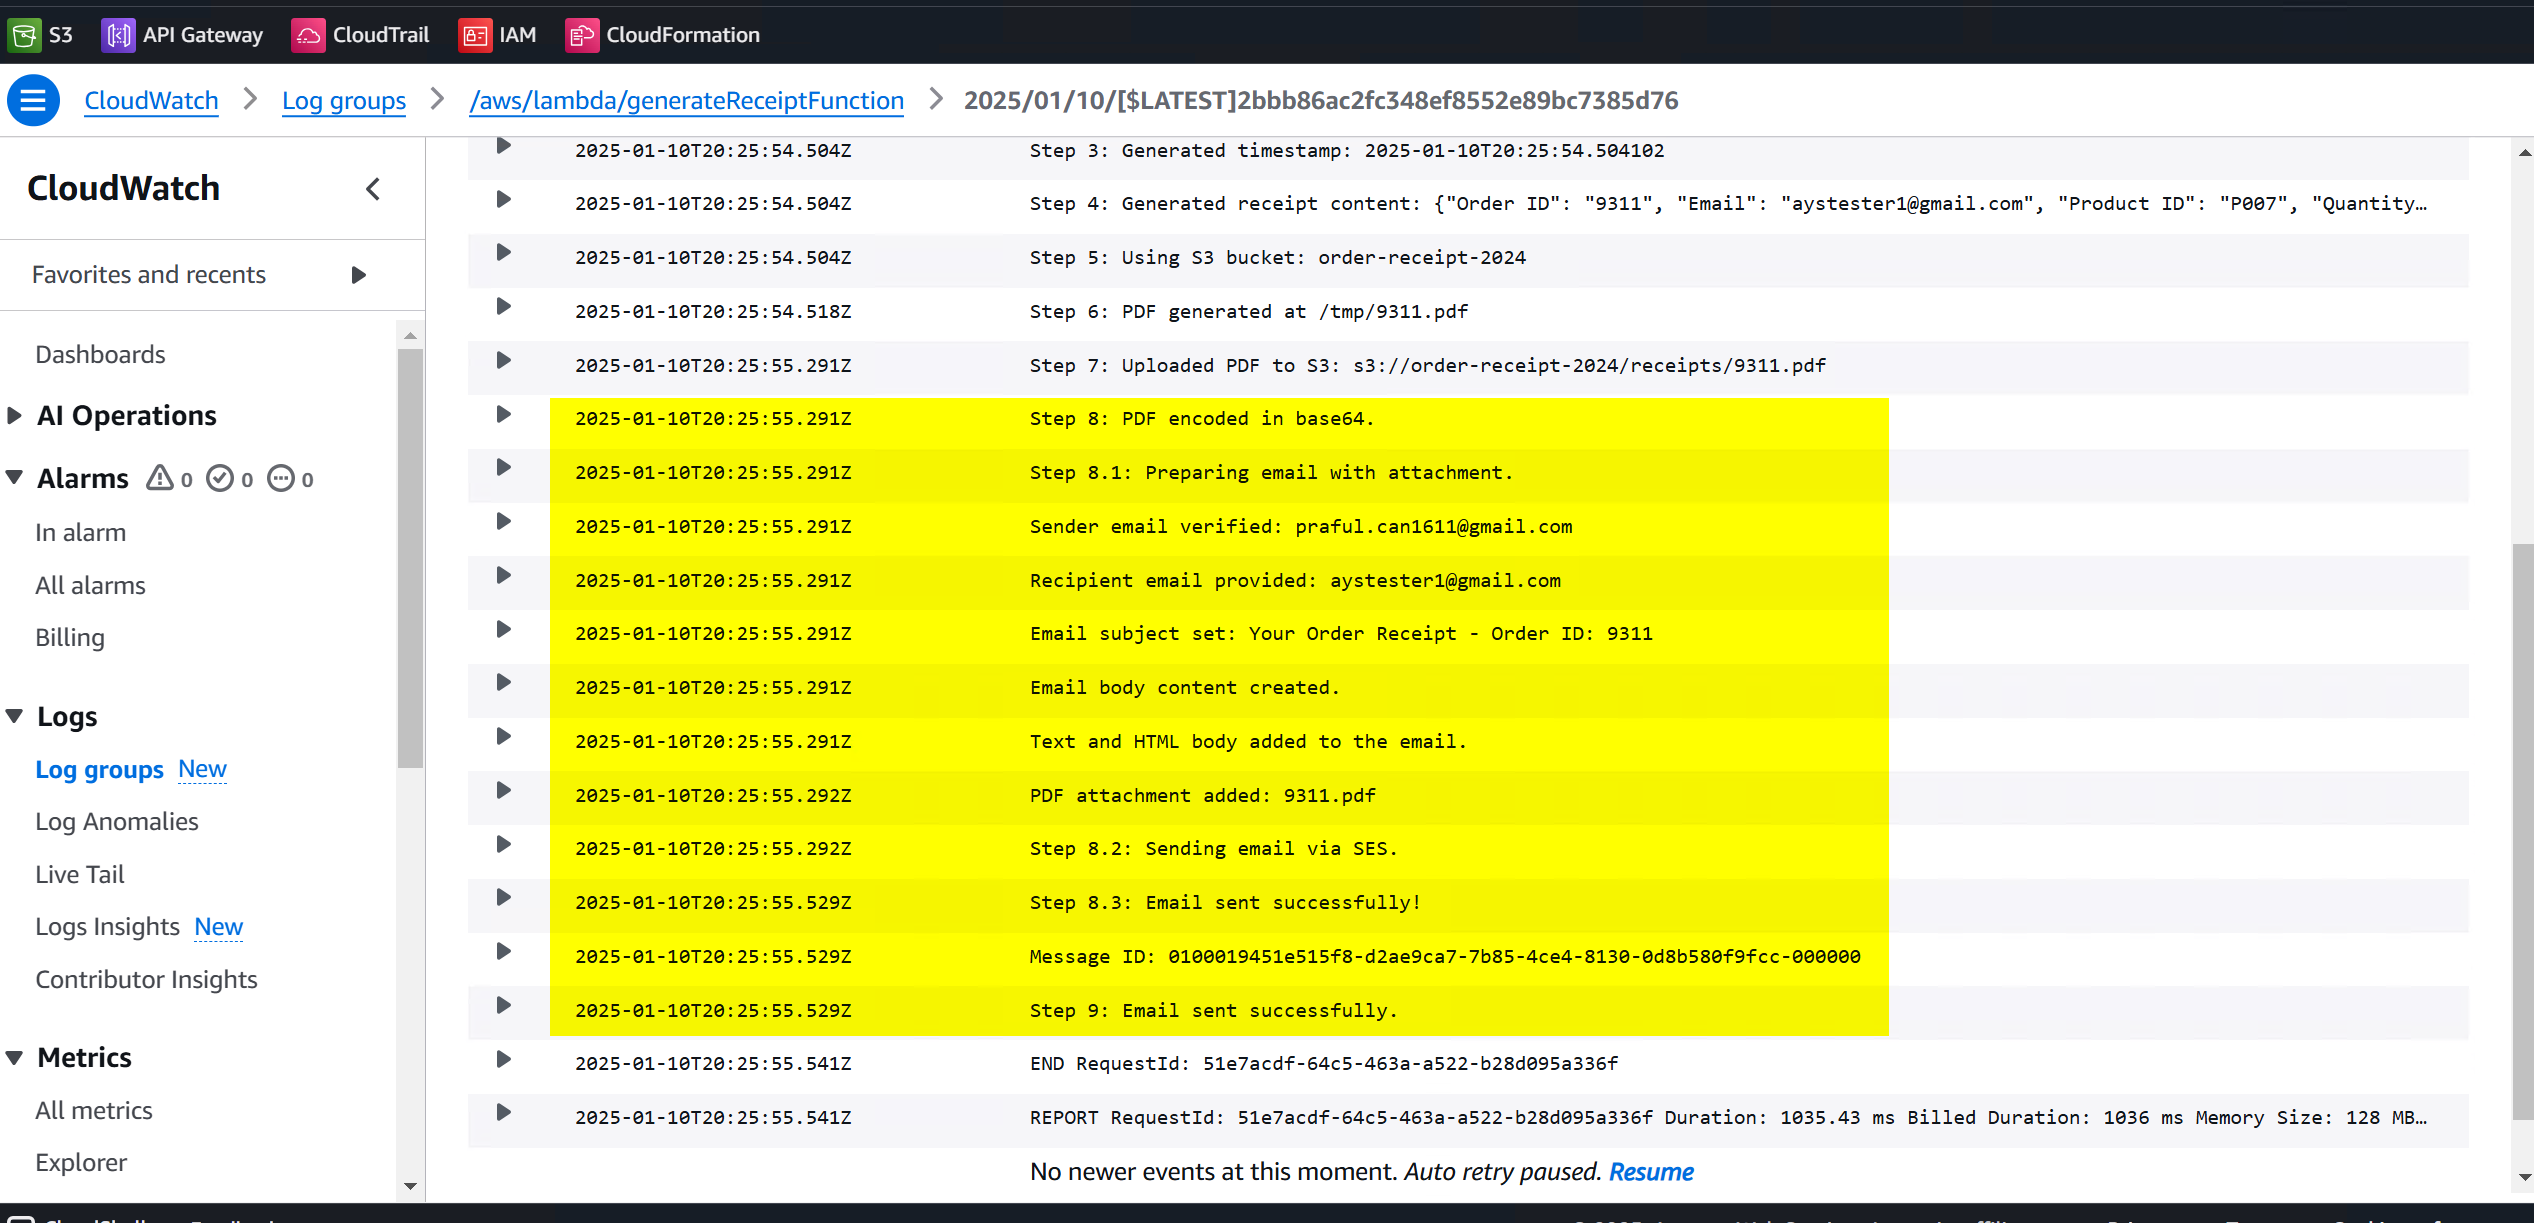 S3 API Gateway CloudTrail IAM CloudFormation
CloudWatch Log groups /aws/lambda/generateReceiptFunction 2025/01/10/[$LATEST]2bbb86ac2fc348ef8552e89bc7385d76
CloudWatch
Favorites and recents
Dashboards
AI Operations
Alarms 0 0 0
In alarm
All alarms
Billing
Logs
Log groups New
Log Anomalies
Live Tail
Logs Insights New
Contributor Insights
Metrics
All metrics
Explorer
2025-01-10T20:25:54.504Z Step 3: Generated timestamp: 2025-01-10T20:25:54.504102
2025-01-10T20:25:54.504Z Step 4: Generated receipt content: {"Order ID": "9311", "Email": "aystester1@gmail.com", "Product ID": "P007", "Quantity…
2025-01-10T20:25:54.504Z Step 5: Using S3 bucket: order-receipt-2024
2025-01-10T20:25:54.518Z Step 6: PDF generated at /tmp/9311.pdf
2025-01-10T20:25:55.291Z Step 7: Uploaded PDF to S3: s3://order-receipt-2024/receipts/9311.pdf
2025-01-10T20:25:55.291Z Step 8: PDF encoded in base64.
2025-01-10T20:25:55.291Z Step 8.1: Preparing email with attachment.
2025-01-10T20:25:55.291Z Sender email verified: praful.can1611@gmail.com
2025-01-10T20:25:55.291Z Recipient email provided: aystester1@gmail.com
2025-01-10T20:25:55.291Z Email subject set: Your Order Receipt - Order ID: 9311
2025-01-10T20:25:55.291Z Email body content created.
2025-01-10T20:25:55.291Z Text and HTML body added to the email.
2025-01-10T20:25:55.292Z PDF attachment added: 9311.pdf
2025-01-10T20:25:55.292Z Step 8.2: Sending email via SES.
2025-01-10T20:25:55.529Z Step 8.3: Email sent successfully!
2025-01-10T20:25:55.529Z Message ID: 0100019451e515f8-d2ae9ca7-7b85-4ce4-8130-0d8b580f9fcc-000000
2025-01-10T20:25:55.529Z Step 9: Email sent successfully.
2025-01-10T20:25:55.541Z END RequestId: 51e7acdf-64c5-463a-a522-b28d095a336f
2025-01-10T20:25:55.541Z REPORT RequestId: 51e7acdf-64c5-463a-a522-b28d095a336f Duration: 1035.43 ms Billed Duration: 1036 ms Memory Size: 128 MB…
No newer events at this moment. Auto retry paused. Resume